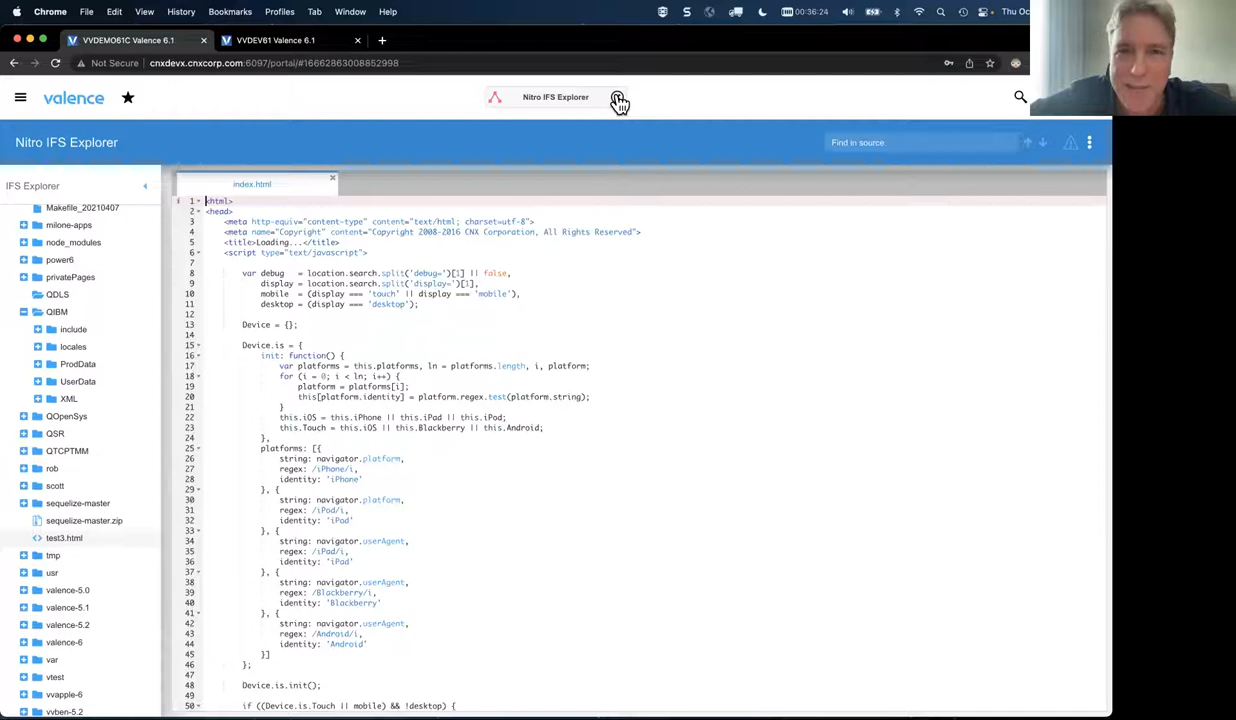 Chrome File Edit View History Bookmarks Profiles Tab Window Help 00:36:24 Thu Oc
VVDEMO61C Valence 6.1 VVDEV61 Valence 6.1
Not Secure cnxdevx.cnxcorp.com:6097/portal/#16662863008852998
valence Nitro IFS Explorer
Nitro IFS Explorer Find in source
IFS Explorer index.html
Makefile_20210407
milone-apps
node_modules
power6
privatePages
QDLS
QIBM
include
locales
ProdData
UserData
XML
QOpenSys
QSR
QTCPTMM
rob
scott
sequelize-master
sequelize-master.zip
test3.html
tmp
usr
valence-5.0
valence-5.1
valence-5.2
valence-6
var
vtest
vvapple-6
vvben-5.2
1 <html>
2 <head>
3 <meta http-equiv="content-type" content="text/html; charset=utf-8">
4 <meta name="Copyright" content="Copyright 2008-2016 CNX Corporation, All Rights Reserved">
5 <title>Loading...</title>
6 <script type="text/javascript">
7
8 var debug = location.search.split('debug=')[1] || false,
9 display = location.search.split('display=')[1],
10 mobile = (display === 'touch' || display === 'mobile'),
11 desktop = (display === 'desktop');
12
13 Device = {};
14
15 Device.is = {
16 init: function() {
17 var platforms = this.platforms, ln = platforms.length, i, platform;
18 for (i = 0; i < ln; i++) {
19 platform = platforms[i];
20 this[platform.identity] = platform.regex.test(platform.string);
21 }
22 this.iOS = this.iPhone || this.iPad || this.iPod;
23 this.Touch = this.iOS || this.Blackberry || this.Android;
24 },
25 platforms: [{
26 string: navigator.platform,
27 regex: /iPhone/i,
28 identity: 'iPhone'
29 }, {
30 string: navigator.platform,
31 regex: /iPod/i,
32 identity: 'iPod'
33 }, {
34 string: navigator.userAgent,
35 regex: /iPad/i,
36 identity: 'iPad'
37 }, {
38 string: navigator.userAgent,
39 regex: /Blackberry/i,
40 identity: 'Blackberry'
41 }, {
42 string: navigator.userAgent,
43 regex: /Android/i,
44 identity: 'Android'
45 }]
46 };
47
48 Device.is.init();
49
50 if ((Device.is.Touch || mobile) && !desktop) {